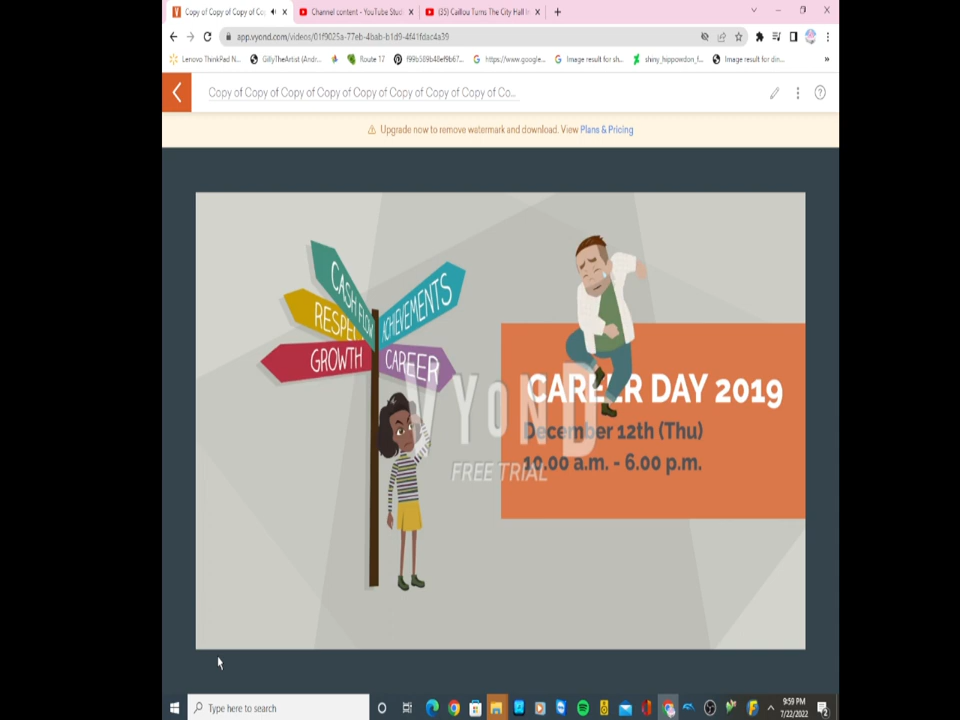 Copy of Copy of Copy of Co
Channel content - YouTube Stud
(35) Caillou Turns The City Hall In
app.vyond.com/videos/01f9025a-77eb-4bab-b1d9-4f41fdac4a39
Lenovo ThinkPad N...
GillyTheArtist (Andr...
Route 17
https://www.google...
Image result for sh...
shiny_hippowdon_f...
Image result for din...
Copy of Copy of Copy of Copy of Copy of Copy of Copy of Copy of Co...
Upgrade now to remove watermark and download. View Plans & Pricing
CASH FLOW
ACHIEVEMENTS
GROWTH
CAREER
CAREER DAY 2019
December 12th (Thu)
10.00 a.m. - 6.00 p.m.
VYOND
FREE TRIAL
Type here to search
9:59 PM
7/22/2022